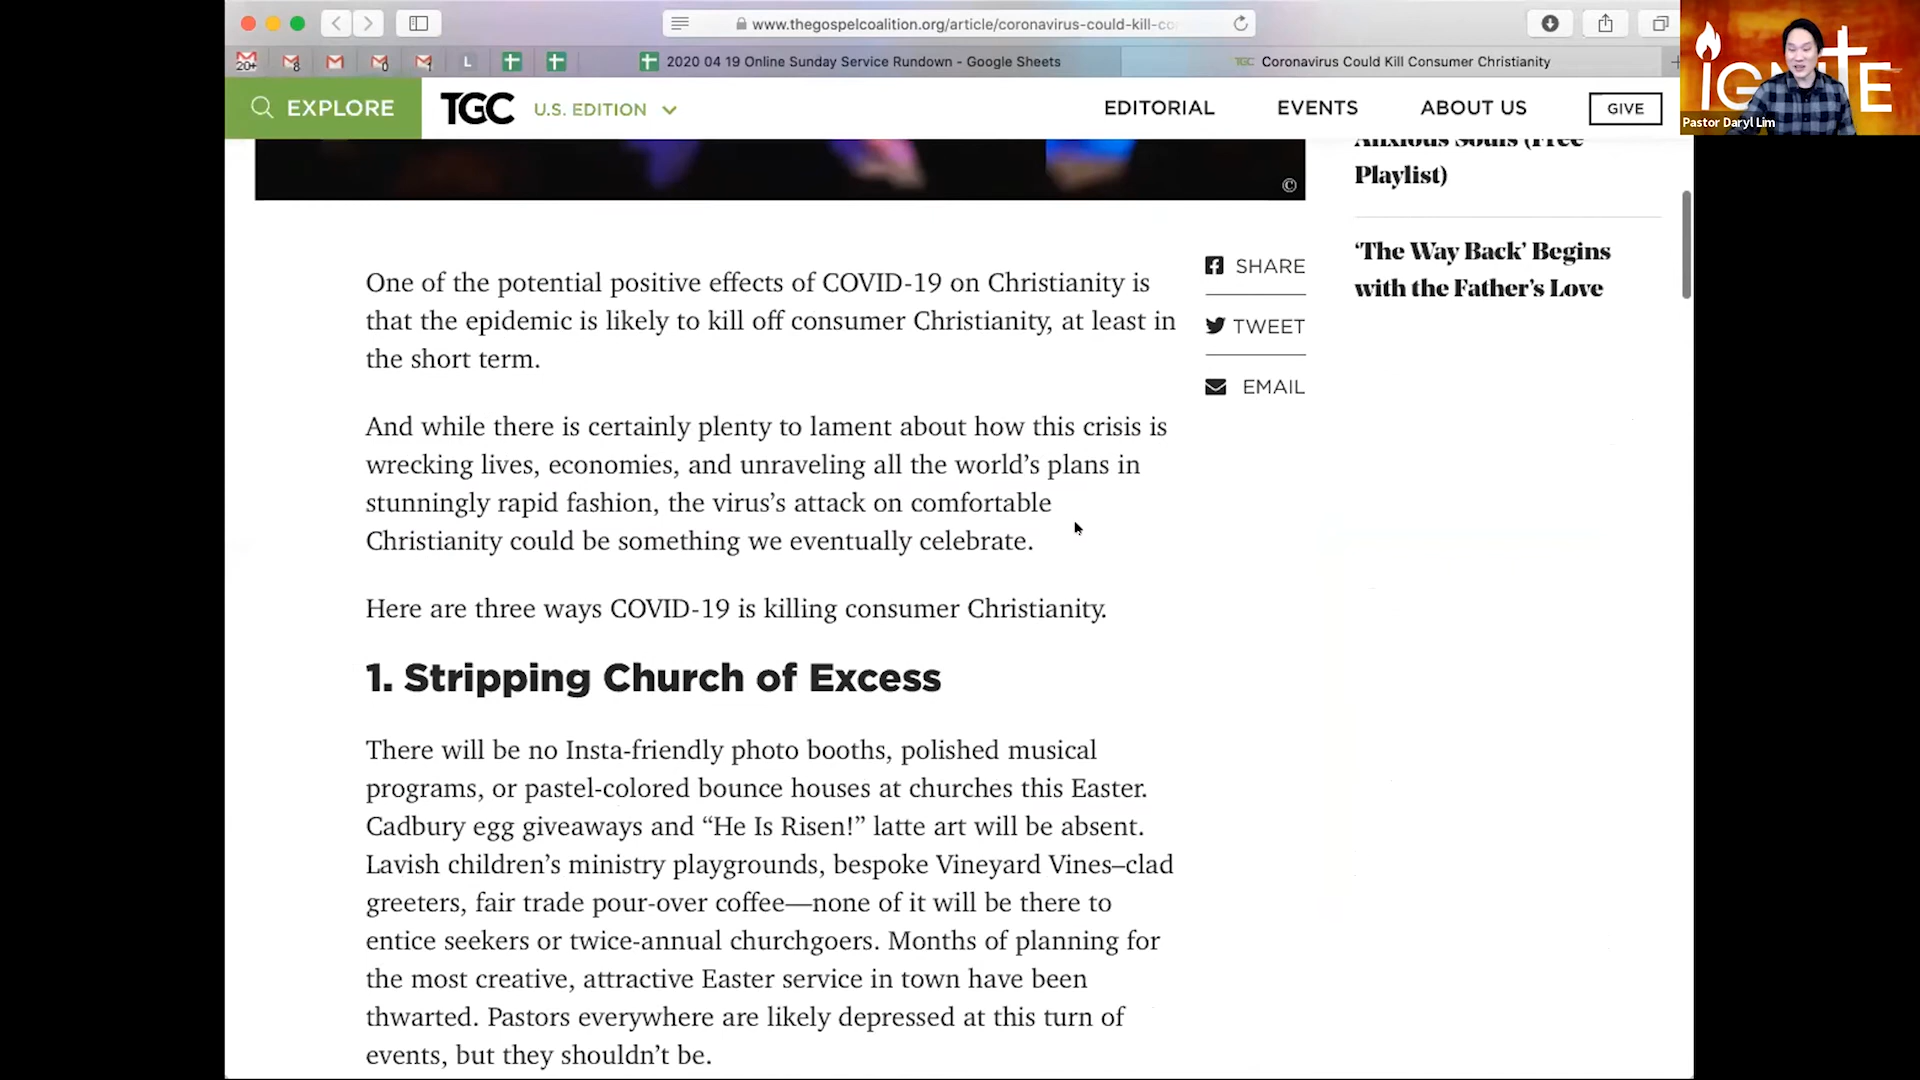 www.thegospelcoalition.org/article/coronavirus-could-kill-co
20+
8
0
1
L
2020 04 19 Online Sunday Service Rundown - Google Sheets
TGC Coronavirus Could Kill Consumer Christianity
IGNITE
Pastor Daryl Lim
EXPLORE
TGC
U.S. EDITION
EDITORIAL
EVENTS
ABOUT US
GIVE
©
Anxious Souls (Free
Playlist)
‘The Way Back’ Begins
with the Father’s Love
SHARE
TWEET
EMAIL
One of the potential positive effects of COVID-19 on Christianity is
that the epidemic is likely to kill off consumer Christianity, at least in
the short term.
And while there is certainly plenty to lament about how this crisis is
wrecking lives, economies, and unraveling all the world’s plans in
stunningly rapid fashion, the virus’s attack on comfortable
Christianity could be something we eventually celebrate.
Here are three ways COVID-19 is killing consumer Christianity.
1. Stripping Church of Excess
There will be no Insta-friendly photo booths, polished musical
programs, or pastel-colored bounce houses at churches this Easter.
Cadbury egg giveaways and “He Is Risen!” latte art will be absent.
Lavish children’s ministry playgrounds, bespoke Vineyard Vines–clad
greeters, fair trade pour-over coffee—none of it will be there to
entice seekers or twice-annual churchgoers. Months of planning for
the most creative, attractive Easter service in town have been
thwarted. Pastors everywhere are likely depressed at this turn of
events, but they shouldn’t be.